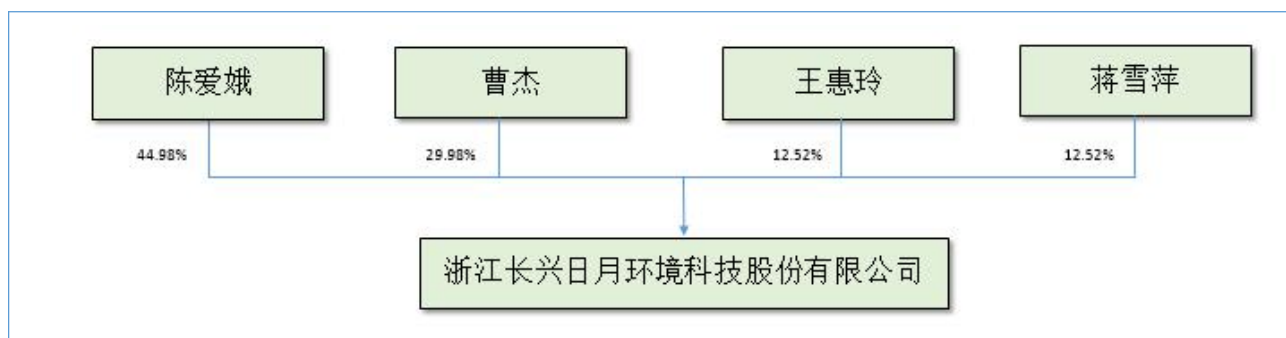 陈爱娥 曹杰 王惠玲 蒋雪萍
44.98% 29.98% 12.52% 12.52%
浙江长兴日月环境科技股份有限公司